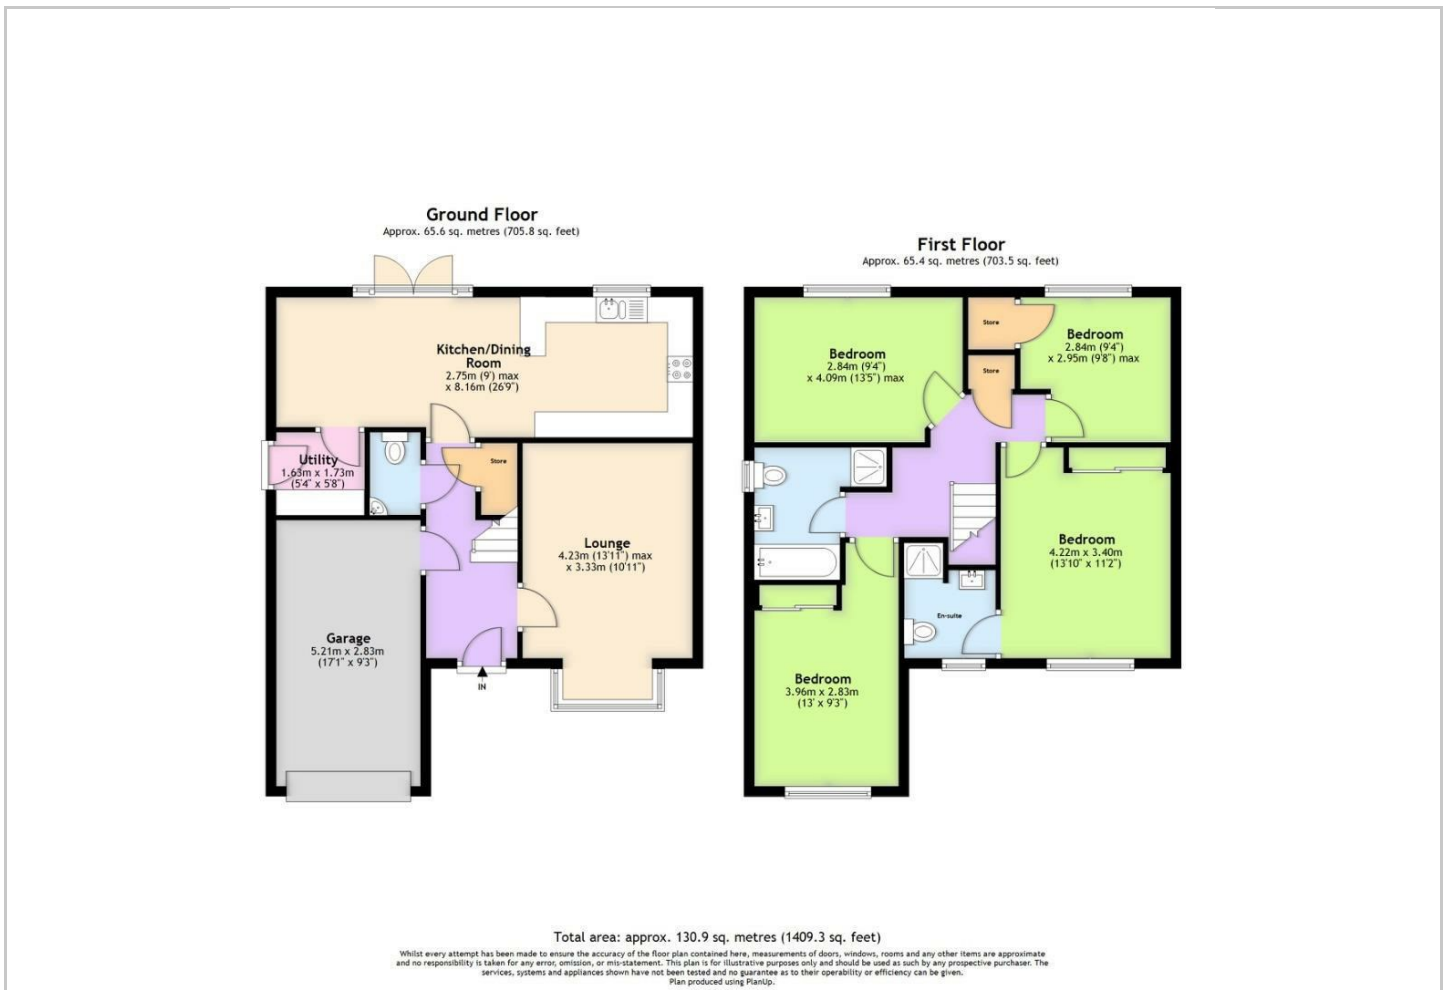 Ground Floor
Approx. 65.6 sq. metres (705.8 sq. feet)
Kitchen/Dining
Room
2.75m (9') max
x 8.16m (26'9")
Utility
1.63m x 1.73m
(5'4" x 5'8")
Store
Lounge
4.23m (13'11") max
x 3.33m (10'11")
Garage
5.21m x 2.83m
(17'1" x 9'3")
IN
First Floor
Approx. 65.4 sq. metres (703.5 sq. feet)
Bedroom
2.84m (9'4")
x 4.09m (13'5") max
Store
Bedroom
2.84m (9'4")
x 2.95m (9'8") max
Store
Bedroom
4.22m x 3.40m
(13'10" x 11'2")
En-suite
Bedroom
3.96m x 2.83m
(13' x 9'3")
Total area: approx. 130.9 sq. metres (1409.3 sq. feet)
Whilst every attempt has been made to ensure the accuracy of the floor plan contained here, measurements of doors, windows, rooms and any other items are approximate
and no responsibility is taken for any error, omission, or mis-statement. This plan is for illustrative purposes only and should be used as such by any prospective purchaser. The
services, systems and appliances shown have not been tested and no guarantee as to their operability or efficiency can be given.
Plan produced using PlanUp.